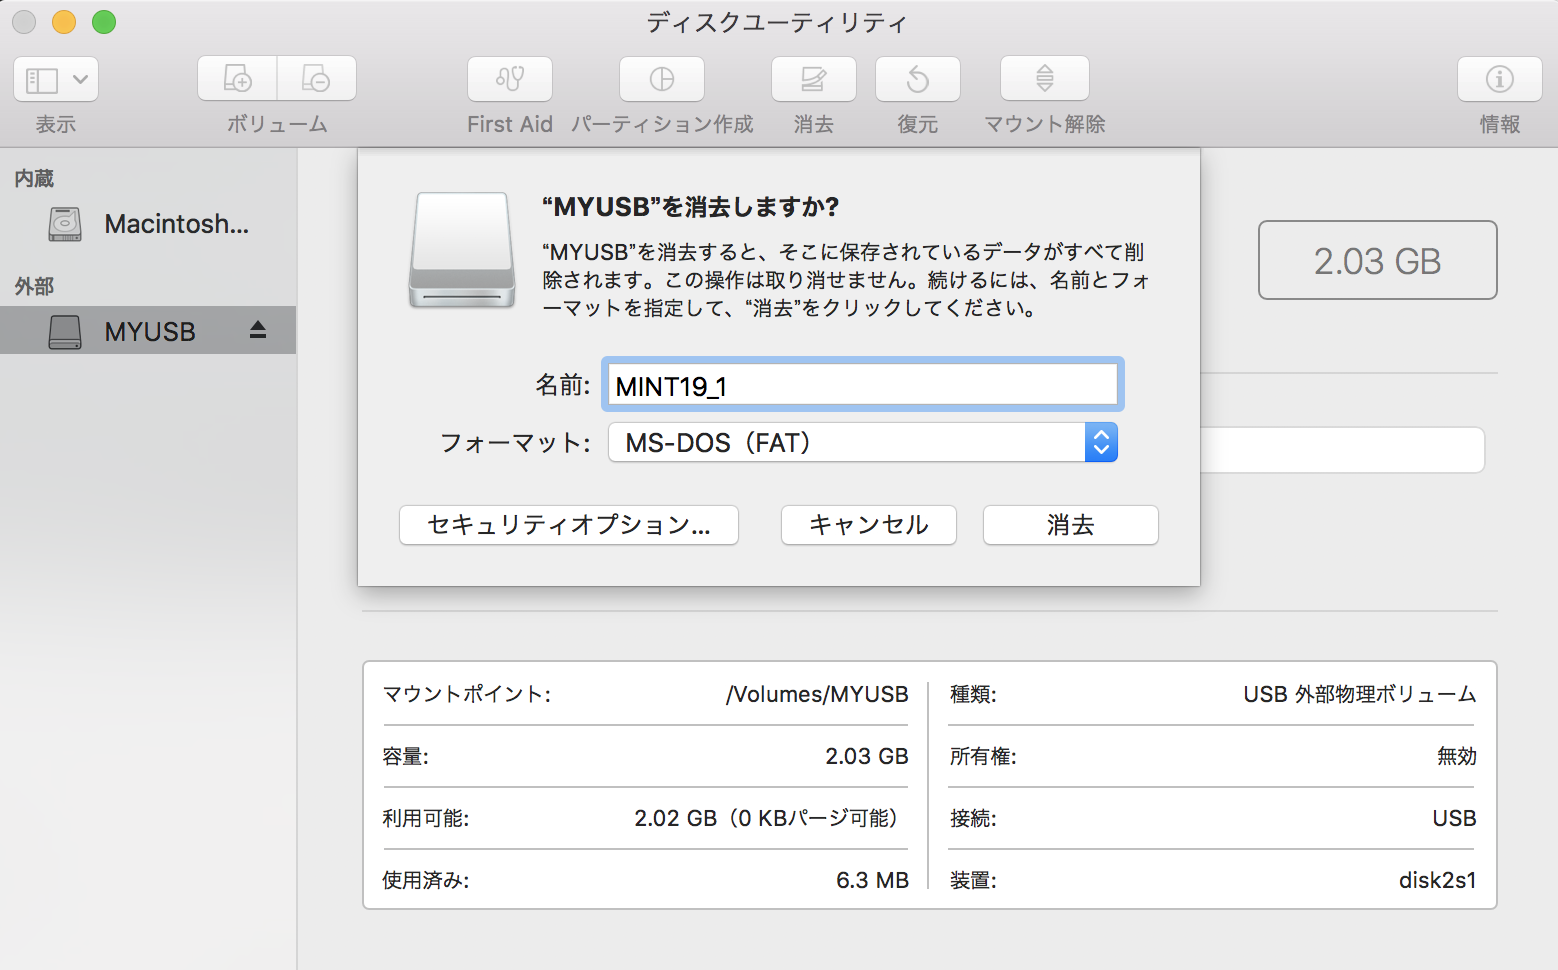 ディスクユーティリティ
表示
ボリューム
First Aid
パーティション作成
消去
復元
マウント解除
情報
内蔵
Macintosh...
外部
MYUSB
“MYUSB”を消去しますか?
“MYUSB”を消去すると、そこに保存されているデータがすべて削
除されます。この操作は取り消せません。続けるには、名前とフォ
ーマットを指定して、“消去”をクリックしてください。
名前: MINT19_1
フォーマット: MS-DOS（FAT）
セキュリティオプション...
キャンセル
消去
2.03 GB
マウントポイント: /Volumes/MYUSB
容量: 2.03 GB
利用可能: 2.02 GB（0 KBパージ可能）
使用済み: 6.3 MB
種類: USB 外部物理ボリューム
所有権: 無効
接続: USB
装置: disk2s1